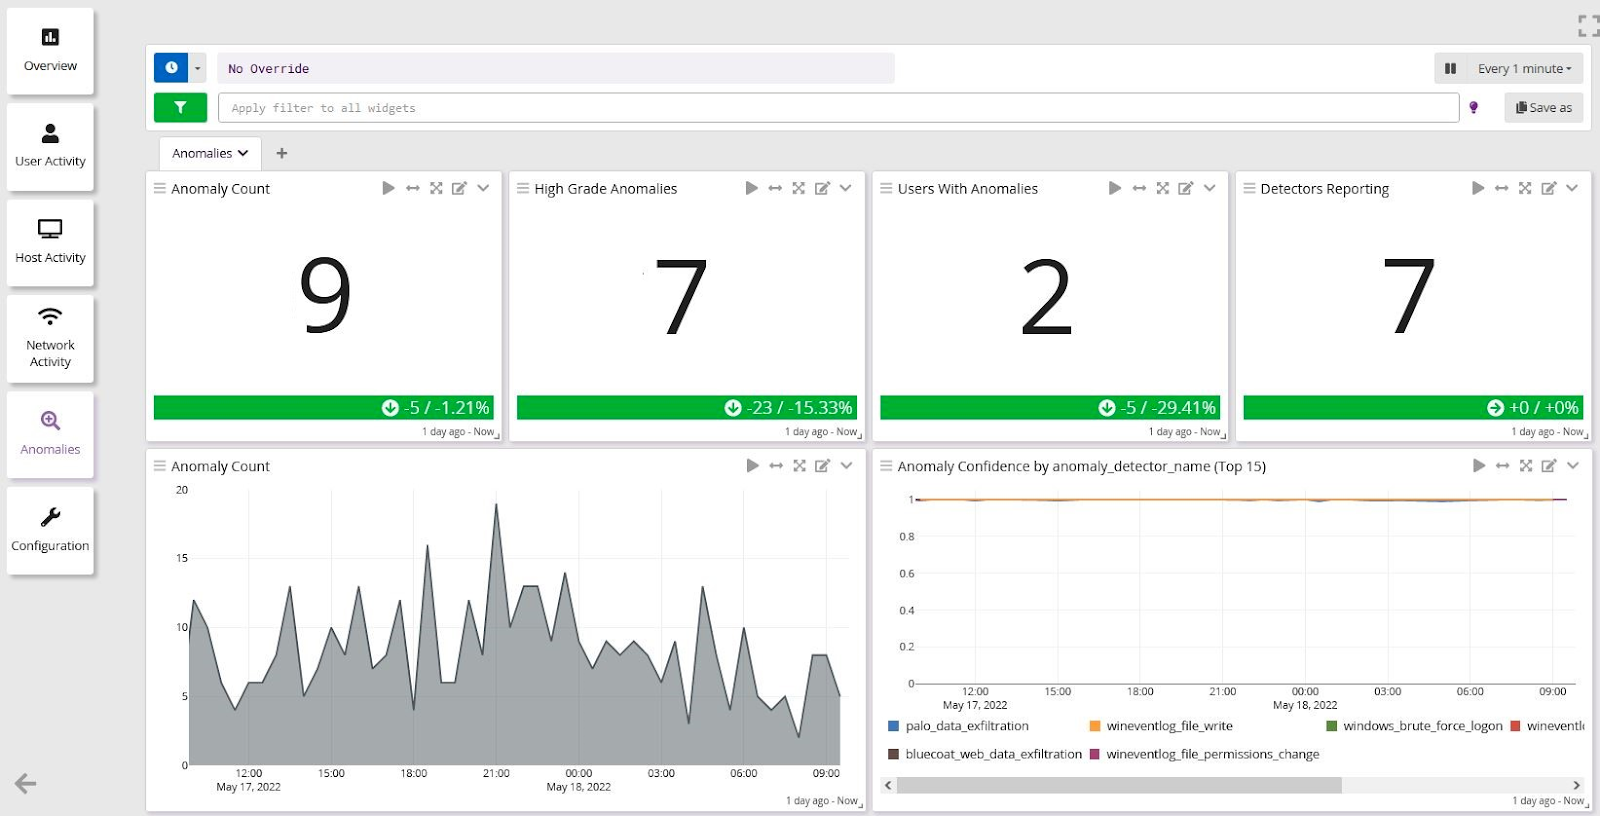 Overview
User Activity
Host Activity
Network
Activity
Anomalies
Configuration
No Override
Every 1 minute
Apply filter to all widgets
Save as
Anomalies
Anomaly Count
9
-5 / -1.21%
1 day ago - Now
High Grade Anomalies
7
-23 / -15.33%
1 day ago - Now
Users With Anomalies
2
-5 / -29.41%
1 day ago - Now
Detectors Reporting
7
+0 / +0%
1 day ago - Now
Anomaly Count
20
15
10
5
0
12:00 15:00 18:00 21:00 00:00 03:00 06:00 09:00
May 17, 2022 May 18, 2022
1 day ago - Now
Anomaly Confidence by anomaly_detector_name (Top 15)
1
0.8
0.6
0.4
0.2
0
12:00 15:00 18:00 21:00 00:00 03:00 06:00 09:00
May 17, 2022 May 18, 2022
palo_data_exfiltration wineventlog_file_write windows_brute_force_logon
bluecoat_web_data_exfiltration wineventlog_file_permissions_change
1 day ago - Now